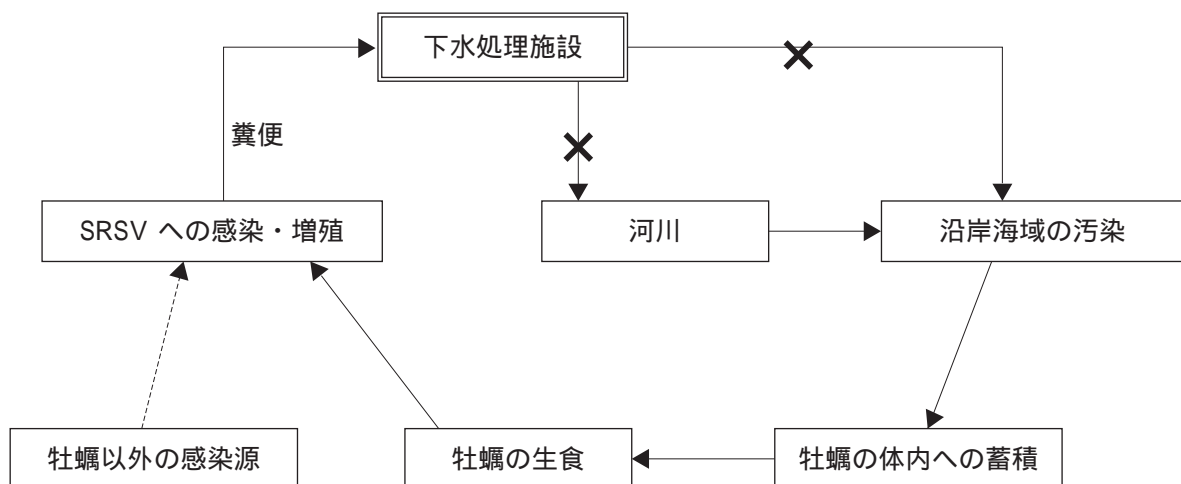 下水処理施設
糞便
SRSV への感染・増殖
河川
沿岸海域の汚染
牡蠣以外の感染源
牡蠣の生食
牡蠣の体内への蓄積